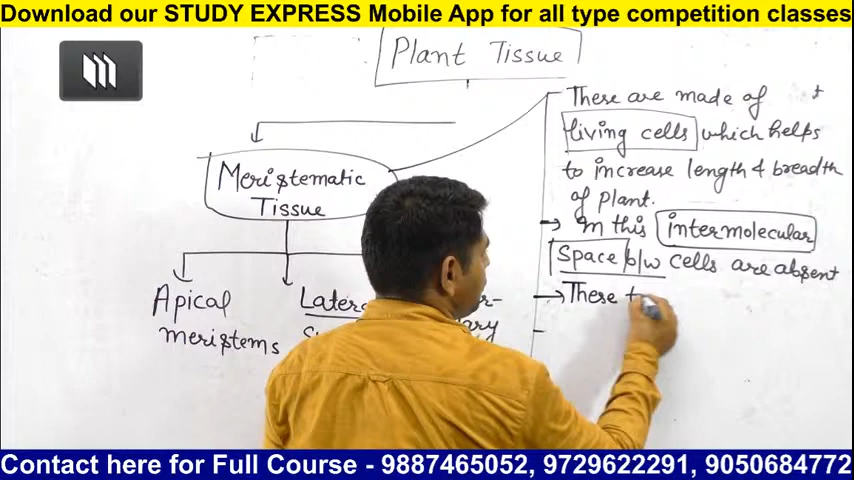 Download our STUDY EXPRESS Mobile App for all type competition classes
Plant Tissue
Meristematic
Tissue
Apical
meristems
These are made of
living cells which helps
to increase length & breadth
of plant.
In this intermolecular
Space b/w cells are absent
These
Contact here for Full Course - 9887465052, 9729622291, 9050684772